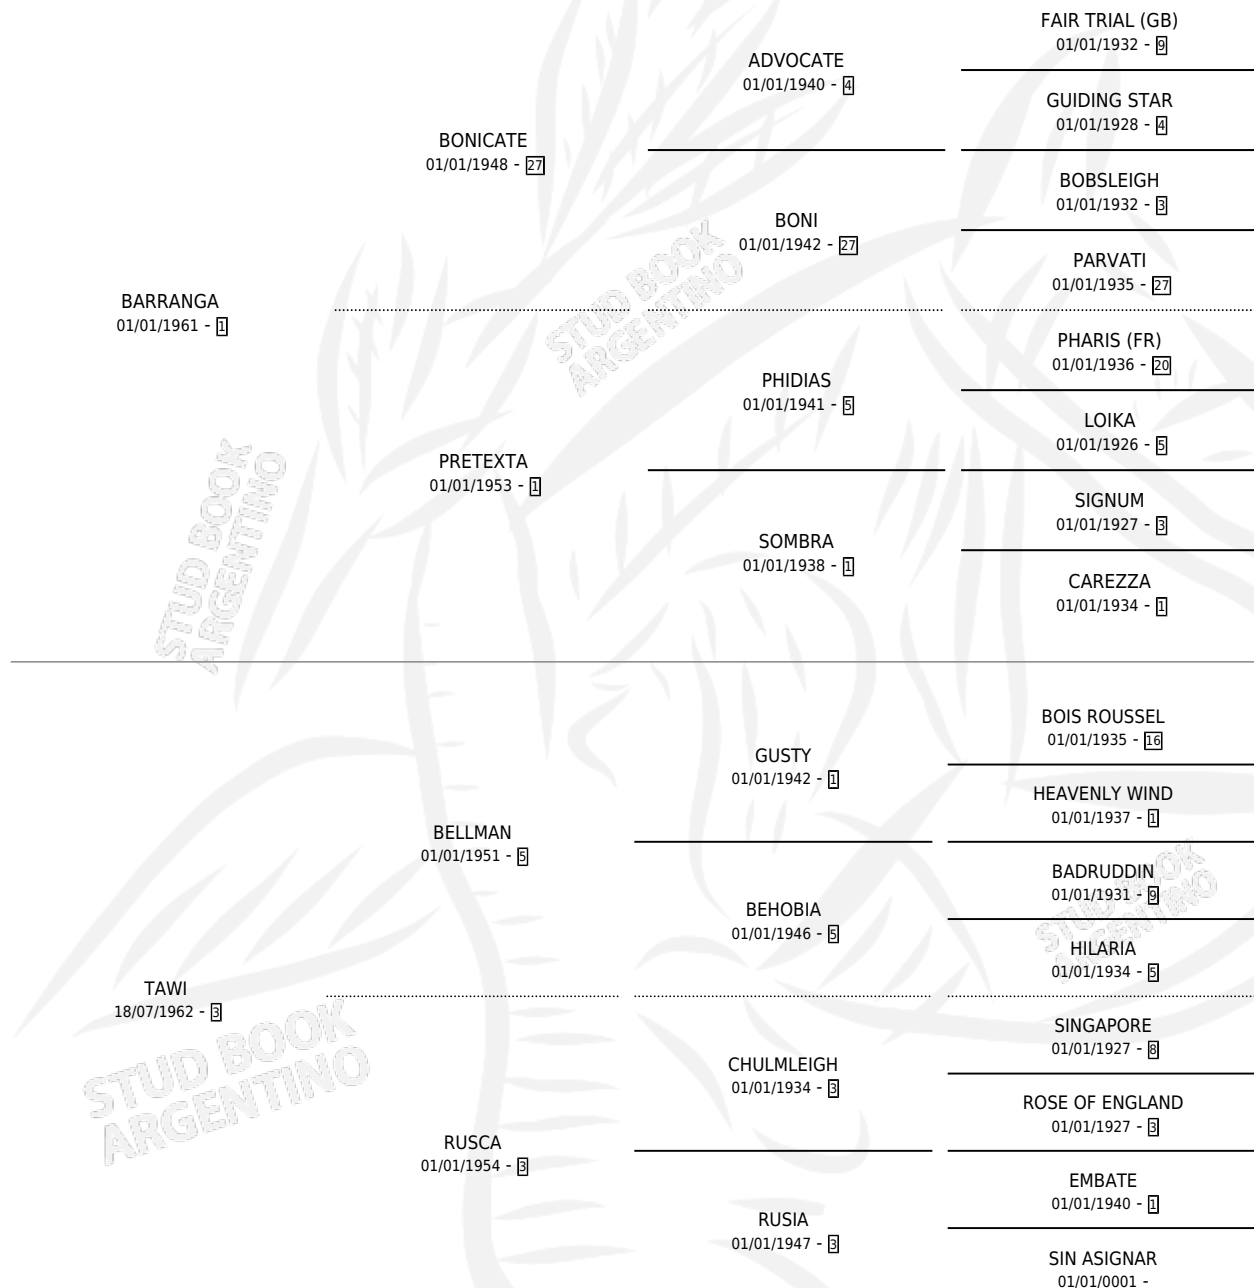 FAIR TRIAL (GB)
01/01/1932 - 9
ADVOCATE
01/01/1940 - 4
GUIDING STAR
01/01/1928 - 4
BONICATE
01/01/1948 - 27
BOBSLEIGH
01/01/1932 - 3
BONI
01/01/1942 - 27
PARVATI
01/01/1935 - 27
BARRANGA
01/01/1961 - 1
PHARIS (FR)
01/01/1936 - 20
PHIDIAS
01/01/1941 - 5
LOIKA
01/01/1926 - 5
PRETEXTA
01/01/1953 - 1
SIGNUM
01/01/1927 - 3
SOMBRA
01/01/1938 - 1
CAREZZA
01/01/1934 - 1
BOIS ROUSSEL
01/01/1935 - 16
GUSTY
01/01/1942 - 1
HEAVENLY WIND
01/01/1937 - 1
BELLMAN
01/01/1951 - 5
BADRUDDIN
01/01/1931 - 9
BEHOBIA
01/01/1946 - 5
HILARIA
01/01/1934 - 5
TAWI
18/07/1962 - 3
SINGAPORE
01/01/1927 - 8
CHULMLEIGH
01/01/1934 - 3
ROSE OF ENGLAND
01/01/1927 - 3
RUSCA
01/01/1954 - 3
EMBATE
01/01/1940 - 1
RUSIA
01/01/1947 - 3
SIN ASIGNAR
01/01/0001 -
STUD BOOK
ARGENTINO
STUD BOOK
ARGENTINO
STUD BOOK
ARGENTINO
STUD BOOK
ARGENTINO